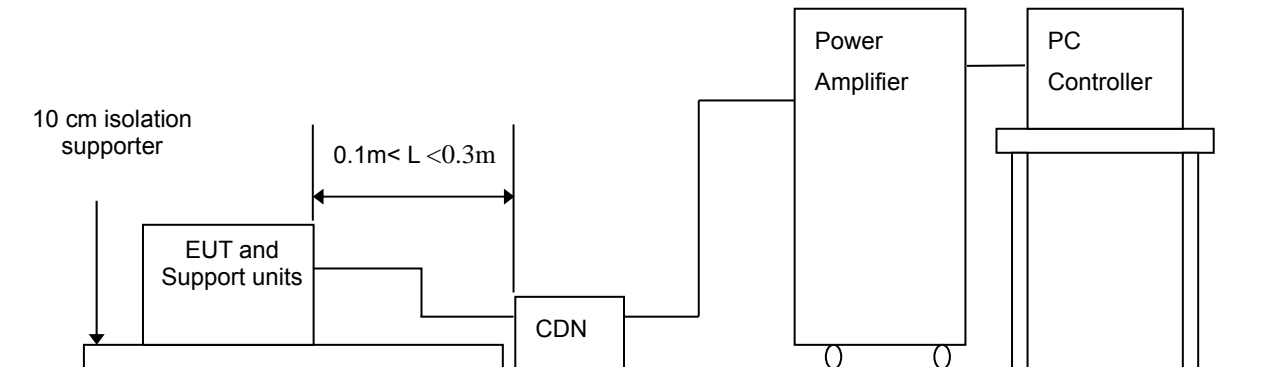 10 cm isolation
supporter
0.1m< L <0.3m
EUT and
Support units
CDN
Power
Amplifier
PC
Controller